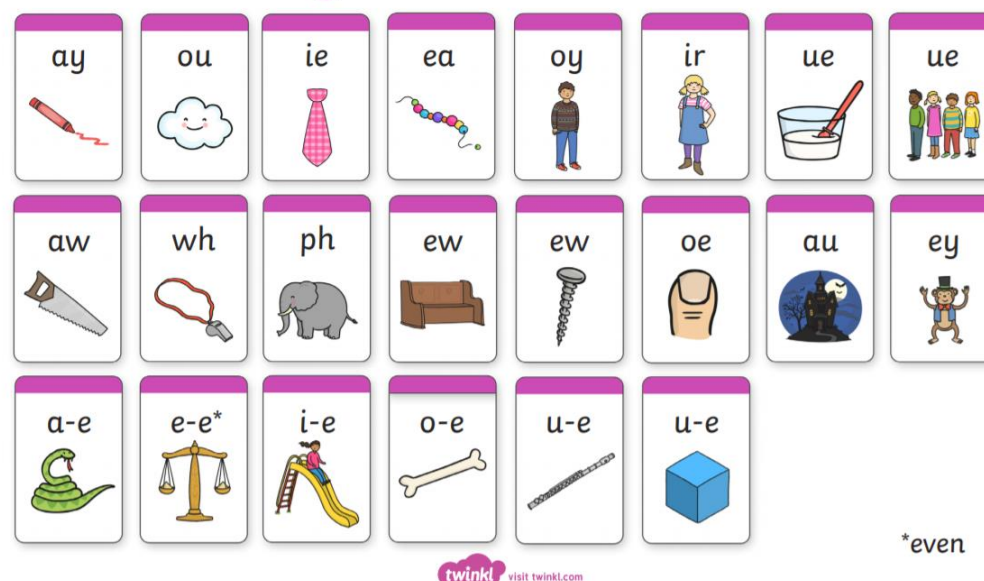 ay ou ie ea oy ir ue ue
aw wh ph ew ew oe au ey
a-e e-e* i-e o-e u-e u-e
*even
twinkl visit twinkl.com